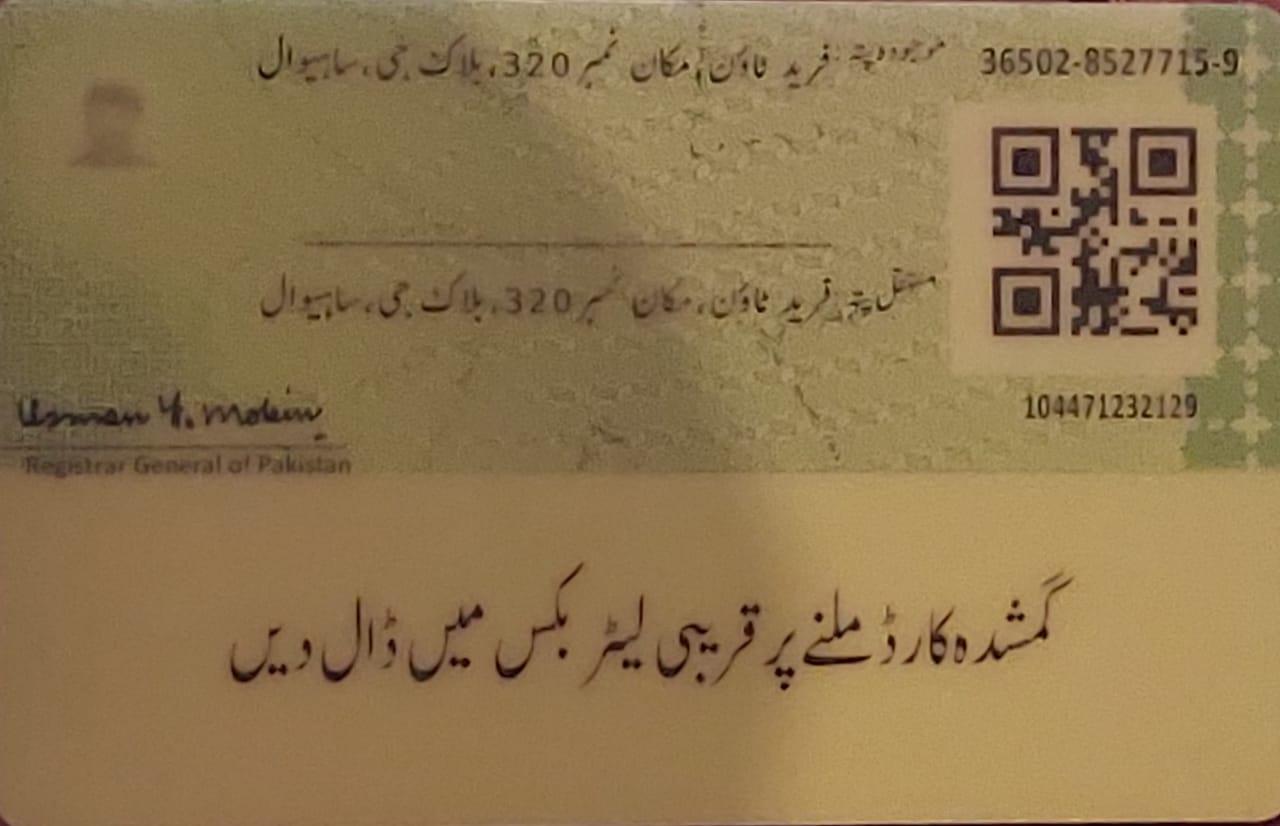 36502-8527715-9
موجودہ پتہ: فرید ٹاؤن، مکان نمبر 320، بلاک جی، ساہیوال
مستقل پتہ: فرید ٹاؤن، مکان نمبر 320، بلاک جی، ساہیوال
104471232129
Usman Y. Mobin
Registrar General of Pakistan
گمشدہ کارڈ ملنے پر قریبی لیٹر بکس میں ڈال دیں